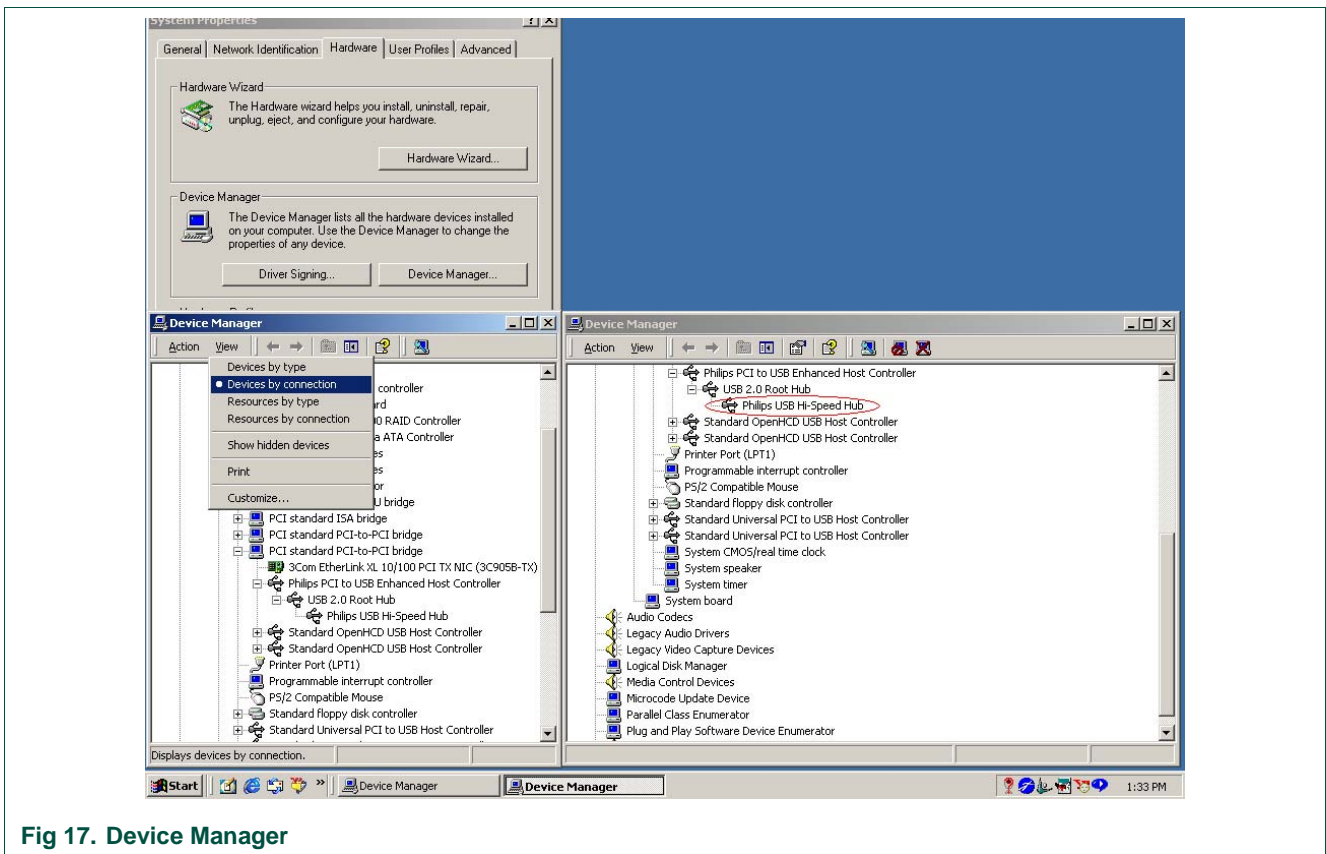 System Properties
General Network Identification Hardware User Profiles Advanced
Hardware Wizard
The Hardware wizard helps you install, uninstall, repair,
unplug, eject, and configure your hardware.
Hardware Wizard...
Device Manager
The Device Manager lists all the hardware devices installed
on your computer. Use the Device Manager to change the
properties of any device.
Driver Signing... Device Manager...
Device Manager
Action View
Devices by type
Devices by connection
Resources by type
Resources by connection
Show hidden devices
Print
Customize...
controller
RAID Controller
ATA Controller
bridge
PCI standard ISA bridge
PCI standard PCI-to-PCI bridge
PCI standard PCI-to-PCI bridge
3Com EtherLink XL 10/100 PCI TX NIC (3C905B-TX)
Philips PCI to USB Enhanced Host Controller
USB 2.0 Root Hub
Philips USB Hi-Speed Hub
Standard OpenHCD USB Host Controller
Standard OpenHCD USB Host Controller
Printer Port (LPT1)
Programmable interrupt controller
PS/2 Compatible Mouse
Standard floppy disk controller
Standard Universal PCI to USB Host Controller
Displays devices by connection.
Device Manager
Action View
Philips PCI to USB Enhanced Host Controller
USB 2.0 Root Hub
Philips USB Hi-Speed Hub
Standard OpenHCD USB Host Controller
Standard OpenHCD USB Host Controller
Printer Port (LPT1)
Programmable interrupt controller
PS/2 Compatible Mouse
Standard floppy disk controller
Standard Universal PCI to USB Host Controller
Standard Universal PCI to USB Host Controller
System CMOS/real time clock
System speaker
System timer
System board
Audio Codecs
Legacy Audio Drivers
Legacy Video Capture Devices
Logical Disk Manager
Media Control Devices
Microcode Update Device
Parallel Class Enumerator
Plug and Play Software Device Enumerator
Start Device Manager Device Manager 1:33 PM
Fig 17. Device Manager